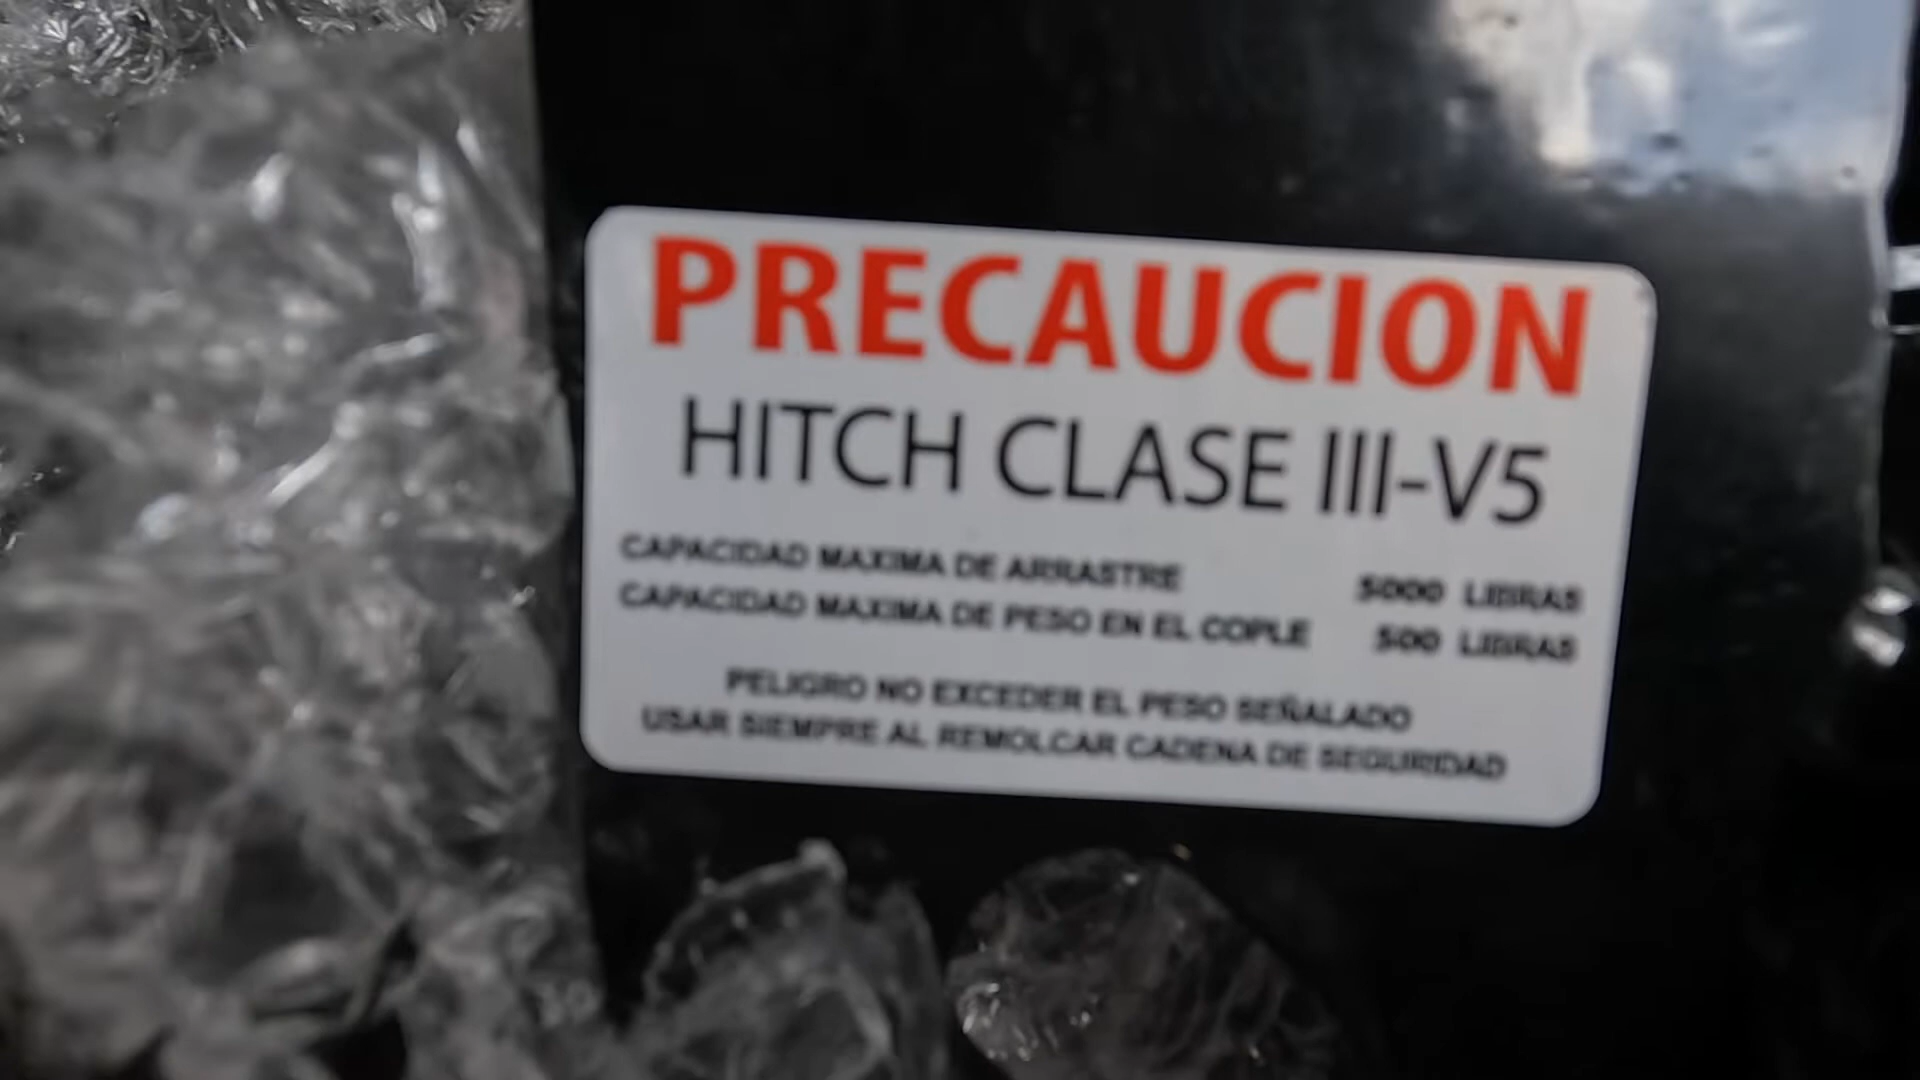 PRECAUCION
HITCH CLASE III-V5
CAPACIDAD MAXIMA DE ARRASTRE 5000 LIBRAS
CAPACIDAD MAXIMA DE PESO EN EL COPLE 500 LIBRAS
PELIGRO NO EXCEDER EL PESO SEÑALADO
USAR SIEMPRE AL REMOLCAR CADENA DE SEGURIDAD